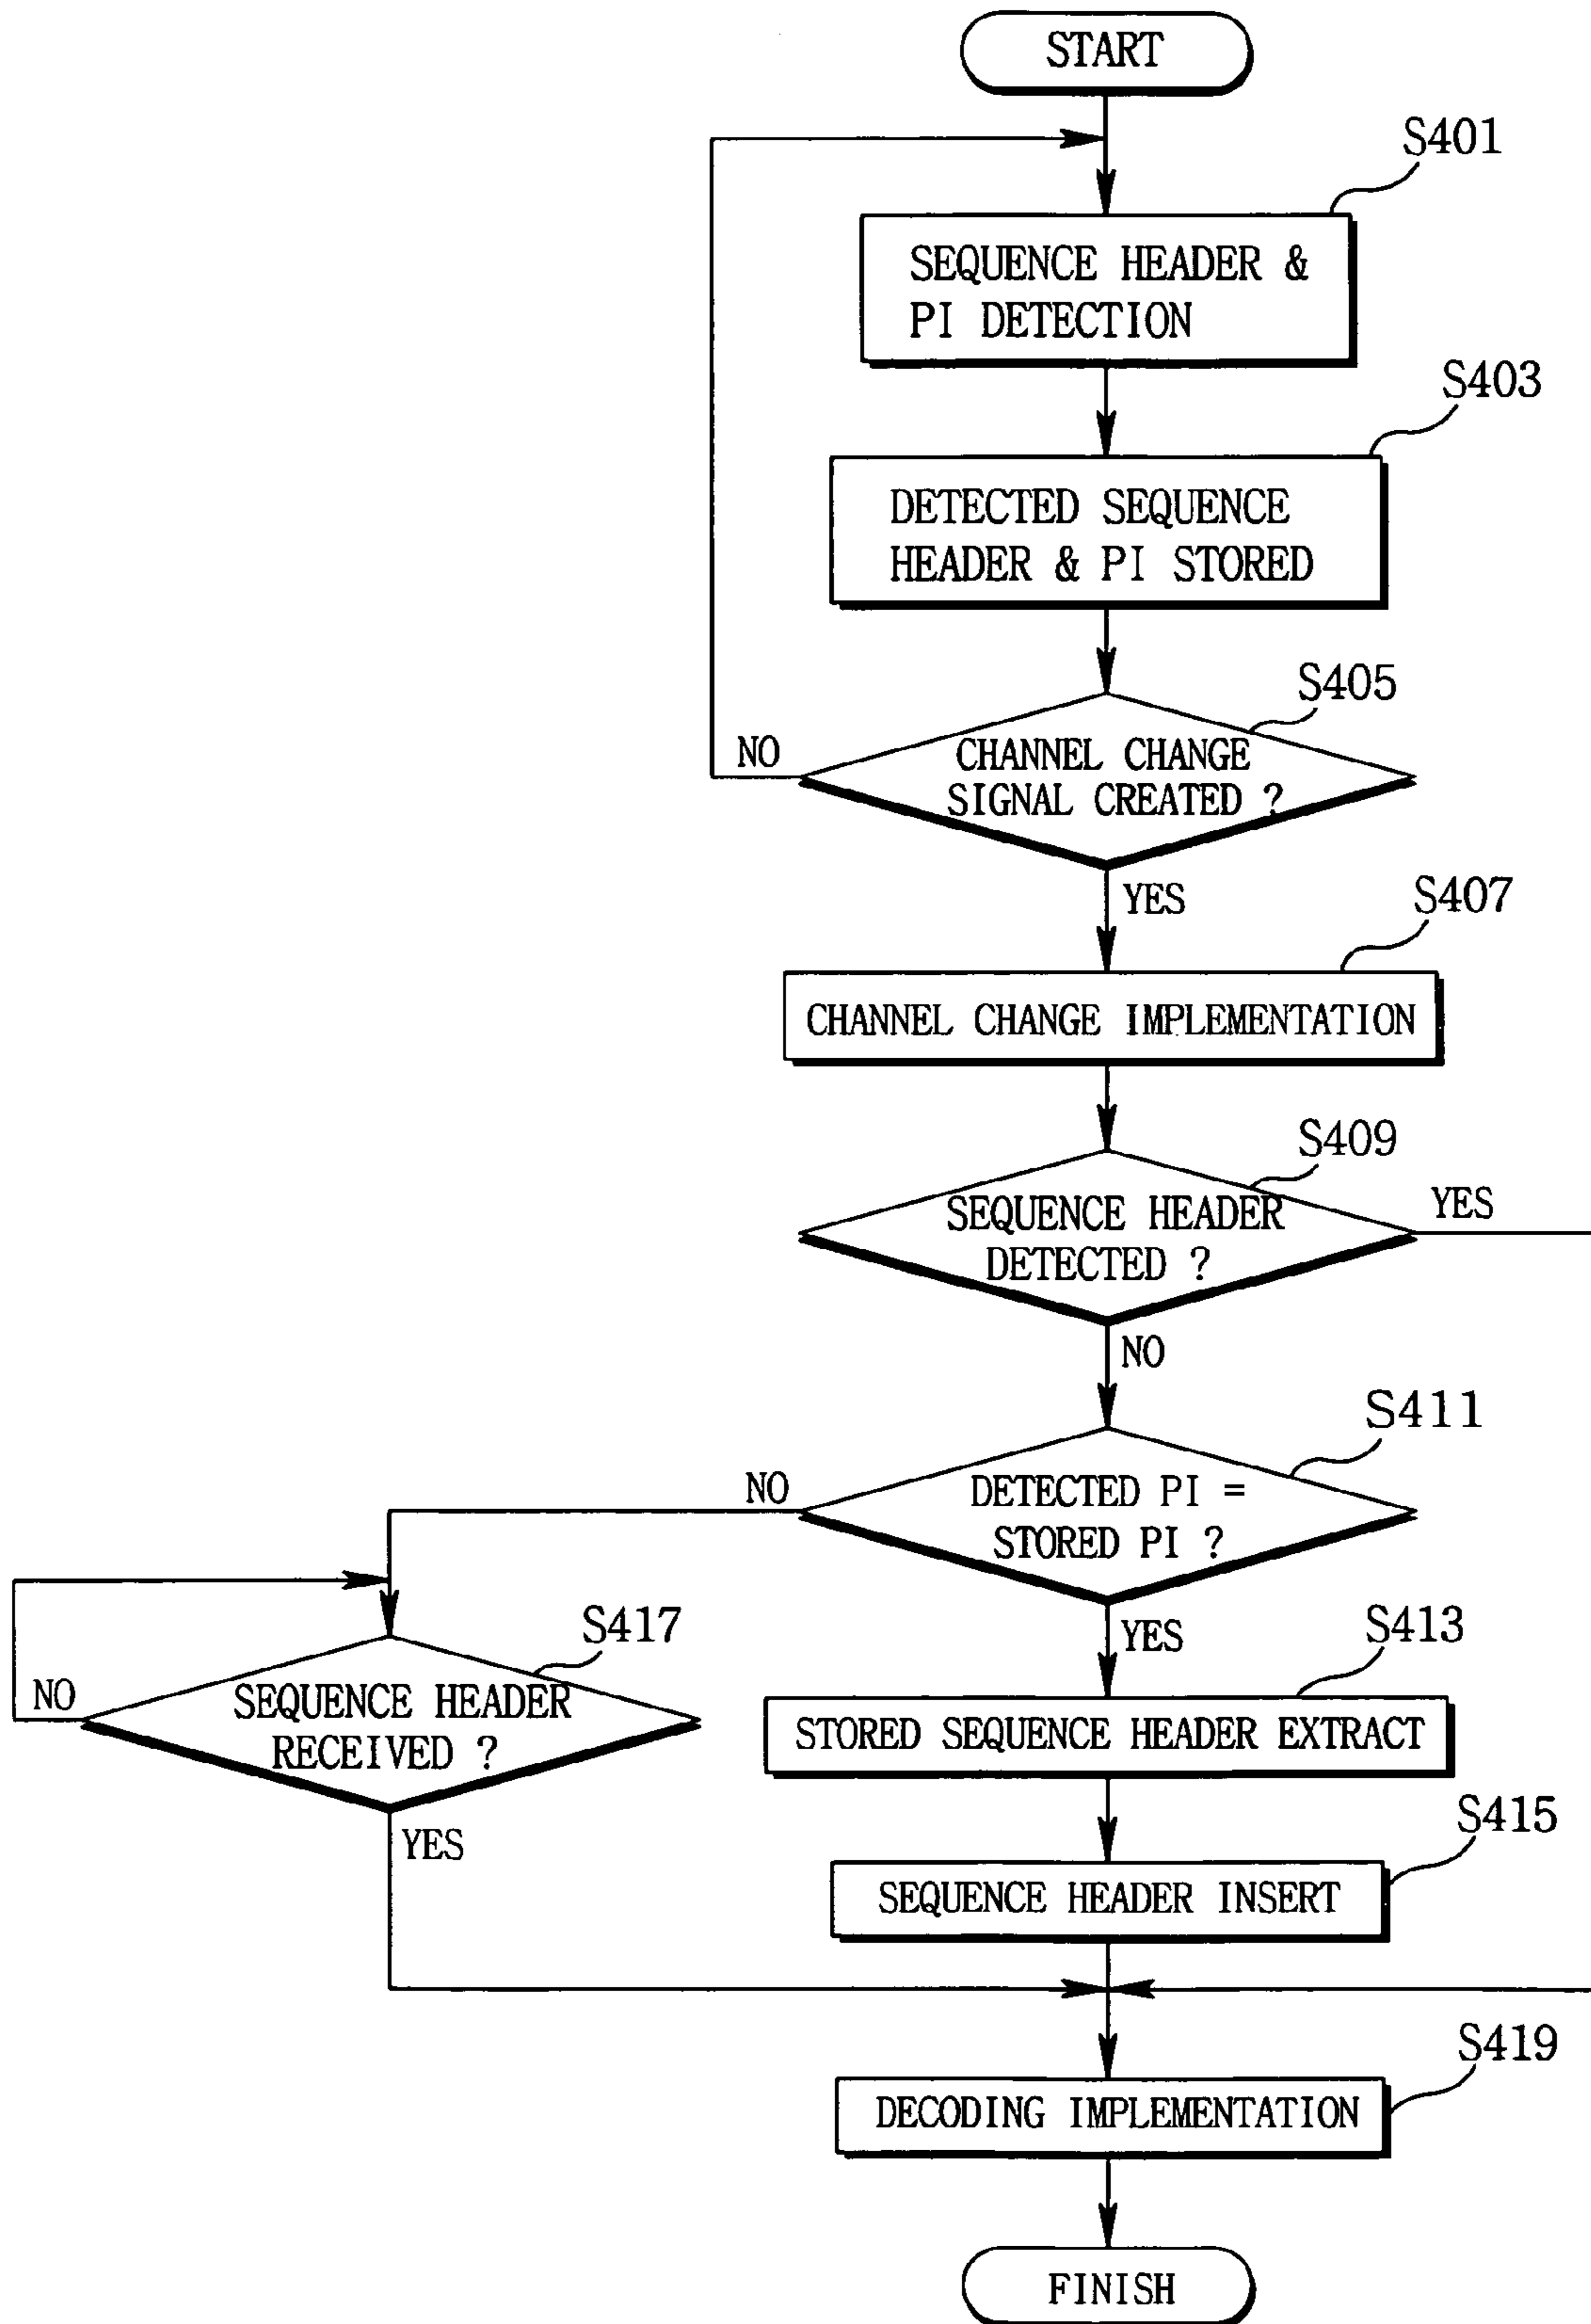 START
S401
SEQUENCE HEADER &
PI DETECTION
S403
DETECTED SEQUENCE
HEADER & PI STORED
S405
NO
CHANNEL CHANGE
SIGNAL CREATED ?
YES
S407
CHANNEL CHANGE IMPLEMENTATION
S409
SEQUENCE HEADER
DETECTED ?
YES
NO
S411
NO
DETECTED PI =
STORED PI ?
S417
YES
S413
NO
SEQUENCE HEADER
RECEIVED ?
STORED SEQUENCE HEADER EXTRACT
YES
S415
SEQUENCE HEADER INSERT
S419
DECODING IMPLEMENTATION
FINISH